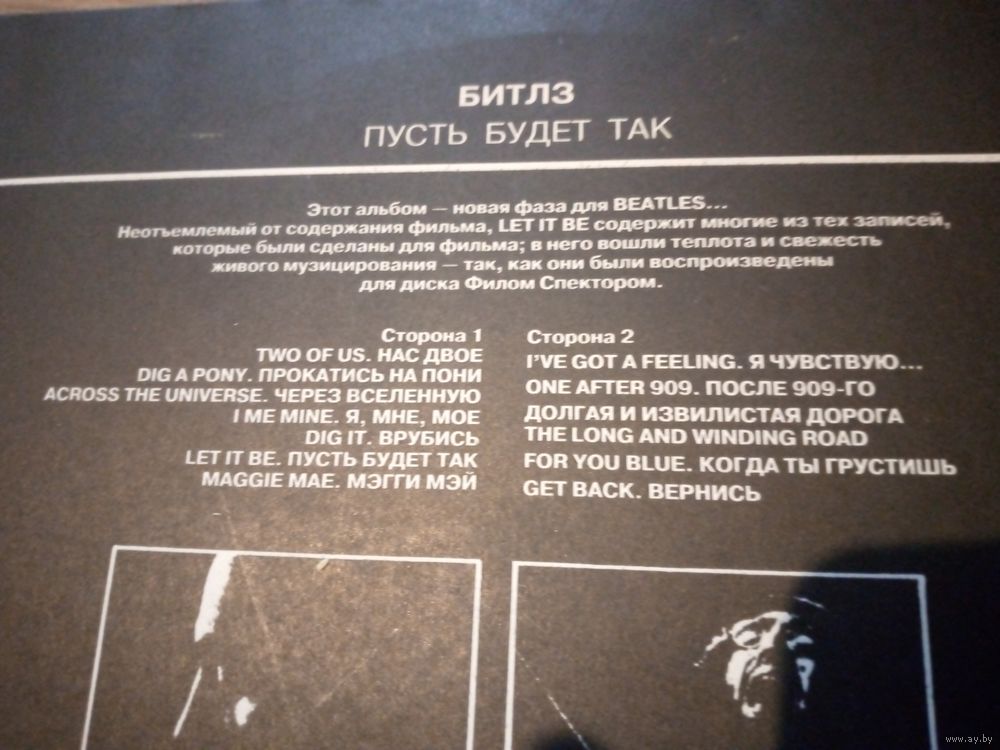 БИТЛЗ
ПУСТЬ БУДЕТ ТАК
Этот альбом — новая фаза для BEATLES...
Неотъемлемый от содержания фильма, LET IT BE содержит многие из тех записей,
которые были сделаны для фильма; в него вошли теплота и свежесть
живого музицирования — так, как они были воспроизведены
для диска Филом Спектором.
Сторона 1
TWO OF US. НАС ДВОЕ
DIG A PONY. ПРОКАТИСЬ НА ПОНИ
ACROSS THE UNIVERSE. ЧЕРЕЗ ВСЕЛЕННУЮ
I ME MINE. Я, МНЕ, МОЕ
DIG IT. ВРУБИСЬ
LET IT BE. ПУСТЬ БУДЕТ ТАК
MAGGIE MAE. МЭГГИ МЭЙ
Сторона 2
I'VE GOT A FEELING. Я ЧУВСТВУЮ...
ONE AFTER 909. ПОСЛЕ 909-ГО
ДОЛГАЯ И ИЗВИЛИСТАЯ ДОРОГА
THE LONG AND WINDING ROAD
FOR YOU BLUE. КОГДА ТЫ ГРУСТИШЬ
GET BACK. ВЕРНИСЬ
www.ay.by